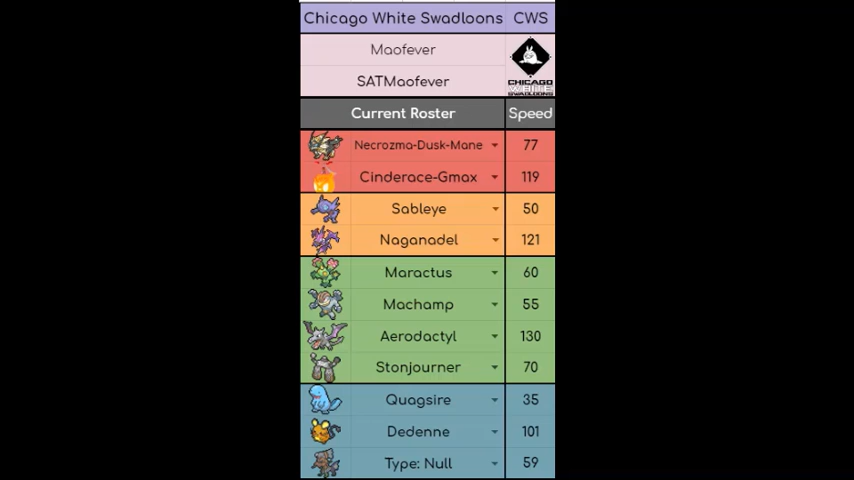 Chicago White Swadloons CWS
Maofever
SATMaofever
CHICAGO
WHITE
SWADLOONS
Current Roster Speed
Necrozma-Dusk-Mane 77
Cinderace-Gmax 119
Sableye 50
Naganadel 121
Maractus 60
Machamp 55
Aerodactyl 130
Stonjourner 70
Quagsire 35
Dedenne 101
Type: Null 59